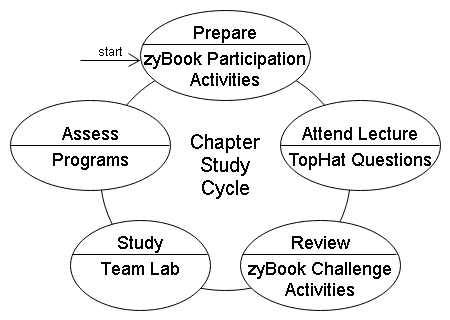 start
Prepare
zyBook Participation
Activities
Attend Lecture
TopHat Questions
Review
zyBook Challenge
Activities
Study
Team Lab
Assess
Programs
Chapter
Study
Cycle